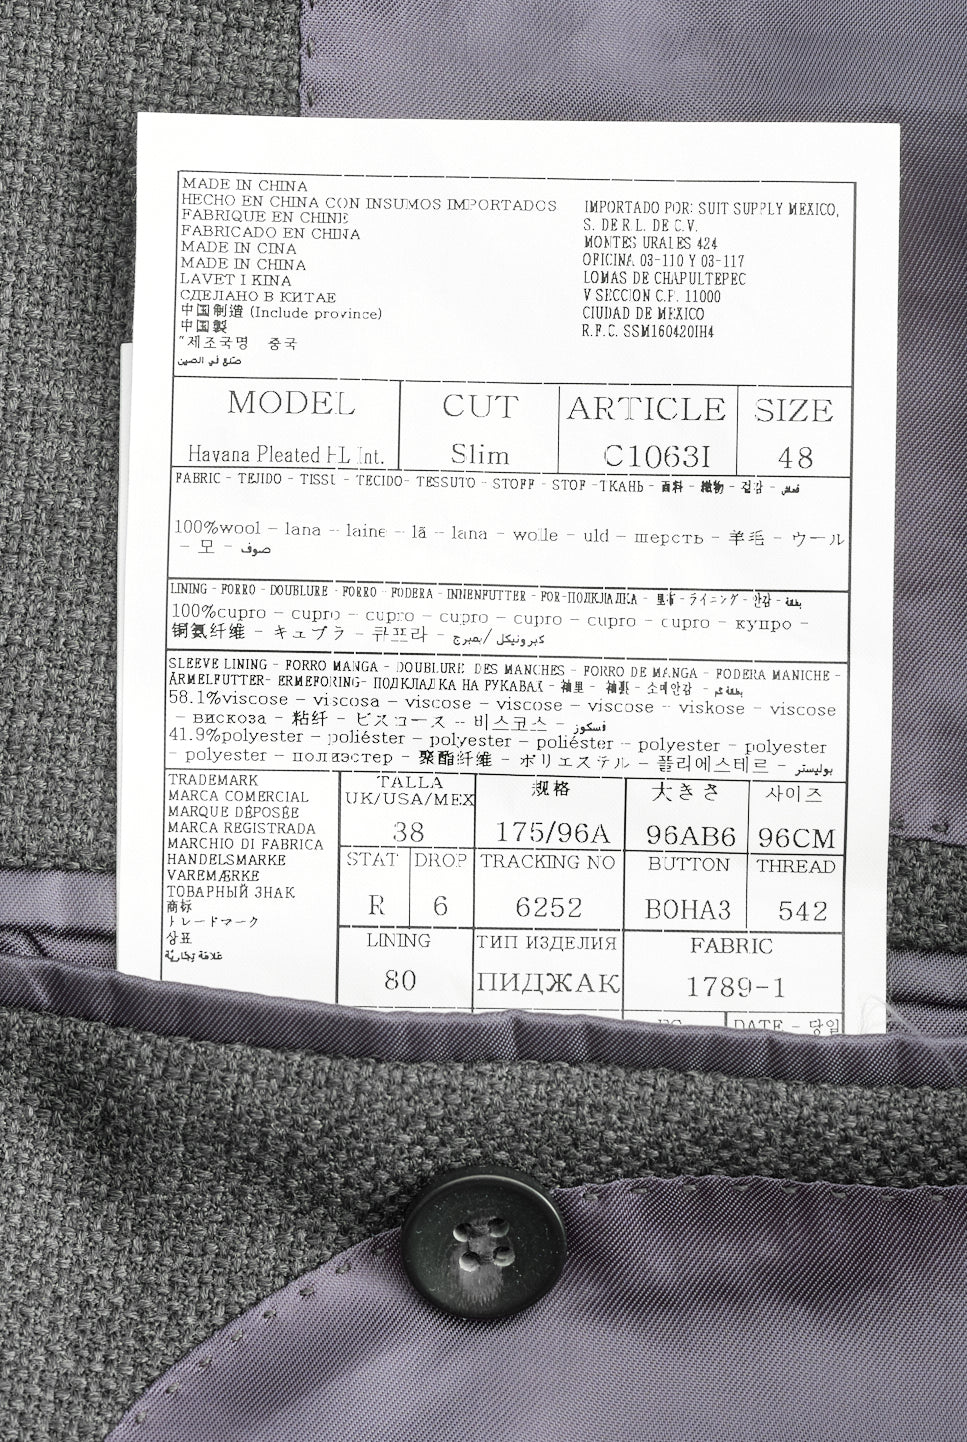 MADE IN CHINA
HECHO EN CHINA CON INSUMOS IMPORTADOS
FABRIQUE EN CHINE
FABRICADO EN CHINA
MADE IN CINA
MADE IN CHINA
LAVET I KINA
СДЕЛАНО В КИТАЕ
中国制造 (Include province)
中国製
"제조국명 중국
صنع في الصين
IMPORTADO POR: SUIT SUPPLY MEXICO,
S. DE R.L. DE C.V.
MONTES URALES 424
OFICINA 03-110 Y 03-117
LOMAS DE CHAPULTEPEC
V SECCION C.P. 11000
CIUDAD DE MEXICO
R.F.C. SSM160420IH4
MODEL CUT ARTICLE SIZE
Havana Pleated FL Int. Slim C1063I 48
FABRIC - TEJIDO - TISSU - TECIDO - TESSUTO - STOFF - STOF - ТКАНЬ - 面料 - 織物 - 겉감 - قماش
100%wool - lana - laine - lã - lana - wolle - uld - шерсть - 羊毛 - ウール
- 모 - صوف
LINING - FORRO - DOUBLURE - FORRO - FODERA - INNENFUTTER - FOR-ПОДКЛАДКА - 里布 - ライニング - 안감 - بطانة
100%cupro - cupro - cupro - cupro - cupro - cupro - cupro - купро -
铜氨纤维 - キュプラ - 큐프라 - كبرونيكل/بمبرج
SLEEVE LINING - FORRO MANGA - DOUBLURE DES MANCHES - FORRO DE MANGA - FODERA MANICHE -
ÄRMELFUTTER- ERMEFORING- ПОДКЛАДКА НА РУКАВАХ - 袖里 - 袖裏 - 소매안감 - بطانة كم
58.1%viscose - viscosa - viscose - viscose - viscose - viskose - viscose
- вискоза - 粘纤 - ビスコース - 비스코스 - فسكوز
41.9%polyester - poliéster - polyester - poliéster - polyester - polyester
- polyester - полиэстер - 聚酯纤维 - ポリエステル - 폴리에스테르 - بوليستر
TRADEMARK
MARCA COMERCIAL
MARQUE DÉPOSÉE
MARCA REGISTRADA
MARCHIO DI FABRICA
HANDELSMARKE
VAREMÆRKE
ТОВАРНЫЙ ЗНАК
商标
トレードマーク
상표
علامة تجارية
TALLA
UK/USA/MEX 规格 大きさ 사이즈
38 175/96A 96AB6 96CM
STAT DROP TRACKING NO BUTTON THREAD
R 6 6252 BOHA3 542
LINING ТИП ИЗДЕЛИЯ FABRIC
80 ПИДЖАК 1789-1
DATE - 당일